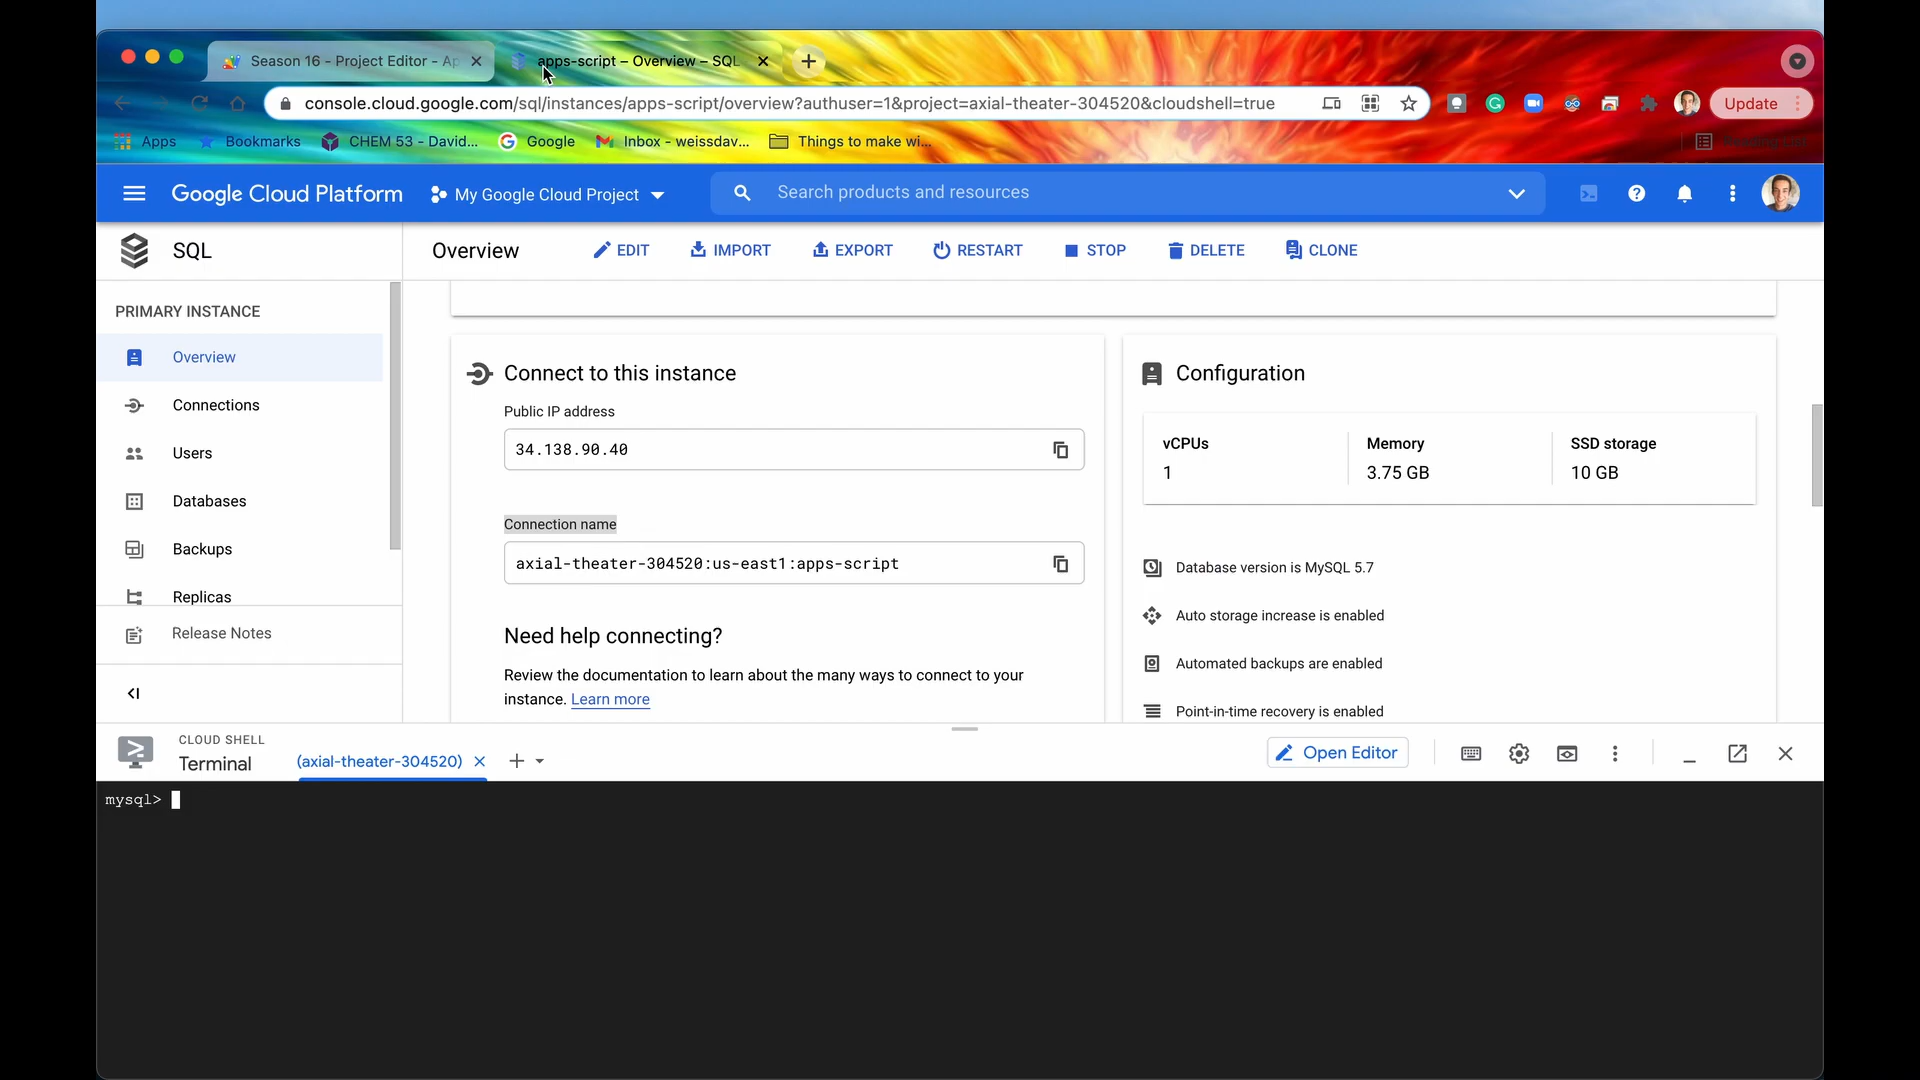 Season 16 - Project Editor - Ap
apps-script – Overview – SQL
console.cloud.google.com/sql/instances/apps-script/overview?authuser=1&project=axial-theater-304520&cloudshell=true
Update
Apps
Bookmarks
CHEM 53 - David...
Google
Inbox - weissdav...
Things to make wi...
Reading List
Google Cloud Platform
My Google Cloud Project
Search products and resources
SQL
Overview
EDIT
IMPORT
EXPORT
RESTART
STOP
DELETE
CLONE
PRIMARY INSTANCE
Overview
Connections
Users
Databases
Backups
Replicas
Release Notes
Connect to this instance
Public IP address
34.138.90.40
Connection name
axial-theater-304520:us-east1:apps-script
Need help connecting?
Review the documentation to learn about the many ways to connect to your
instance. Learn more
Configuration
vCPUs
1
Memory
3.75 GB
SSD storage
10 GB
Database version is MySQL 5.7
Auto storage increase is enabled
Automated backups are enabled
Point-in-time recovery is enabled
CLOUD SHELL
Terminal
(axial-theater-304520)
Open Editor
mysql>